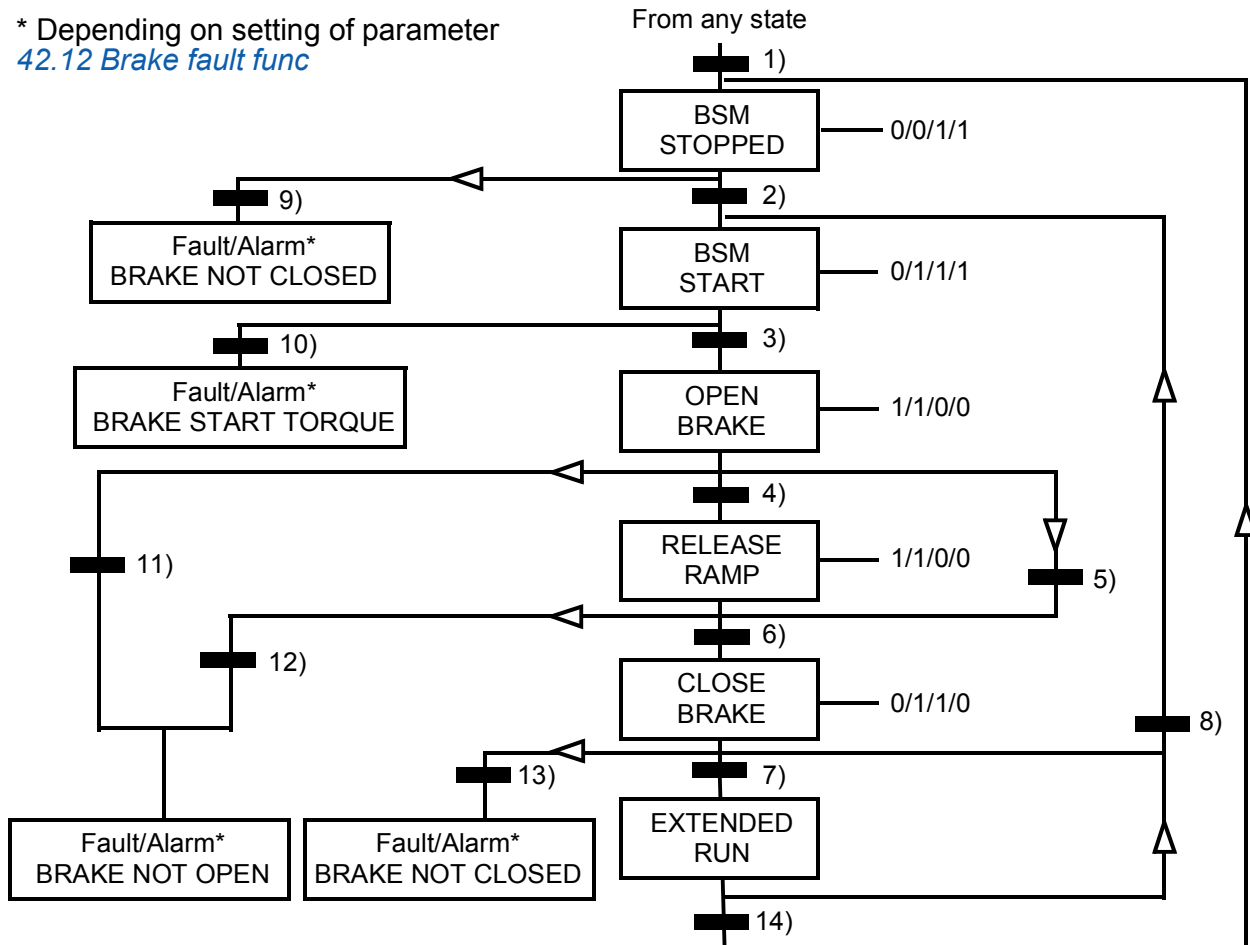 * Depending on setting of parameter
42.12 Brake fault func
From any state
1)
BSM
STOPPED
0/0/1/1
9)
2)
Fault/Alarm*
BRAKE NOT CLOSED
BSM
START
0/1/1/1
10)
3)
Fault/Alarm*
BRAKE START TORQUE
OPEN
BRAKE
1/1/0/0
4)
11)
RELEASE
RAMP
1/1/0/0
5)
6)
12)
CLOSE
BRAKE
0/1/1/0
8)
13)
7)
Fault/Alarm*
BRAKE NOT OPEN
Fault/Alarm*
BRAKE NOT CLOSED
EXTENDED
RUN
14)